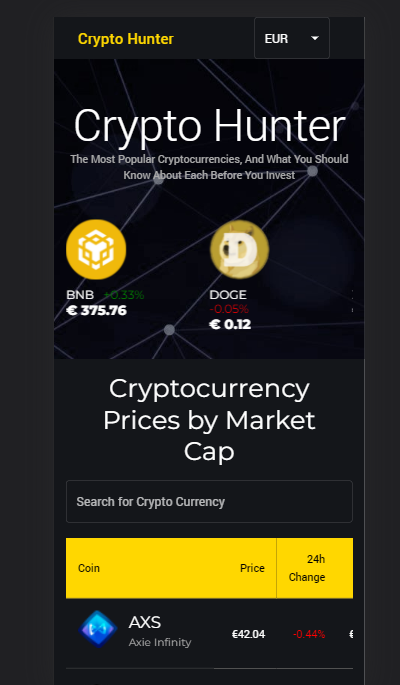 Crypto Hunter
EUR
Crypto Hunter
The Most Popular Cryptocurrencies, And What You Should
Know About Each Before You Invest
BNB +0.33%
€ 375.76
DOGE
-0.05%
€ 0.12
Cryptocurrency
Prices by Market
Cap
Search for Crypto Currency
Coin Price 24h
Change
AXS
Axie Infinity
€42.04 -0.44% €